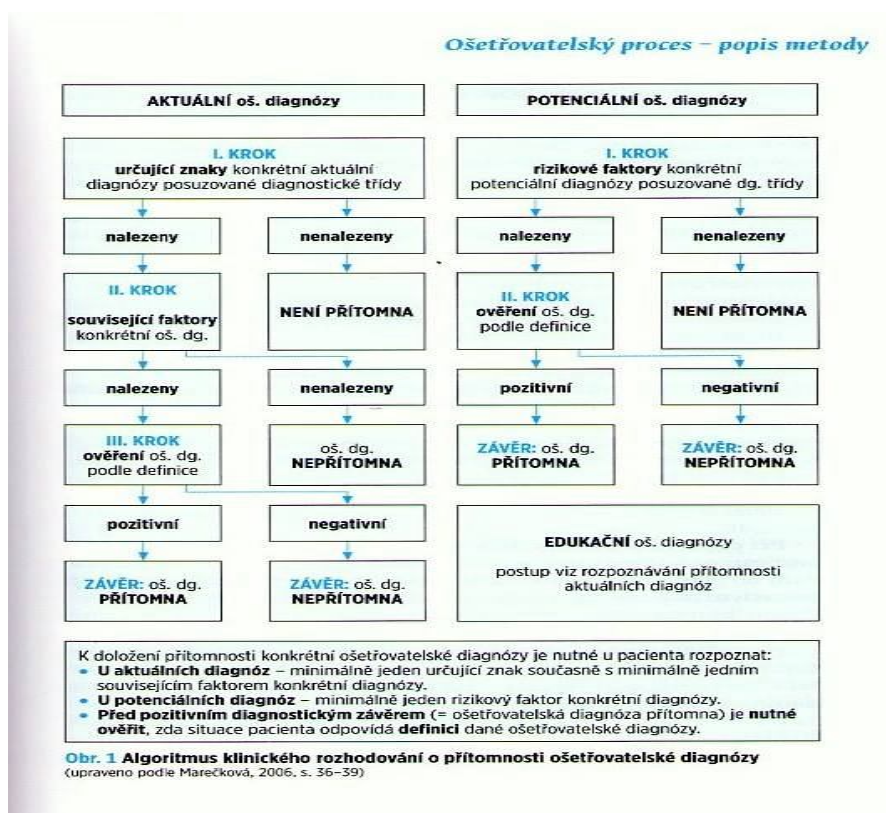 Ošetřovatelský proces – popis metody
AKTUÁLNÍ oš. diagnózy
I. KROK
určující znaky konkrétní aktuální
diagnózy posuzované diagnostické třídy
nalezeny
nenalezeny
II. KROK
související faktory
konkrétní oš. dg.
NENÍ PŘÍTOMNA
nalezeny
nenalezeny
III. KROK
ověření oš. dg.
podle definice
oš. dg.
NEPŘÍTOMNA
pozitivní
negativní
ZÁVĚR: oš. dg.
PŘÍTOMNA
ZÁVĚR: oš. dg.
NEPŘÍTOMNA
POTENCIÁLNÍ oš. diagnózy
I. KROK
rizikové faktory konkrétní
potenciální diagnózy posuzované dg. třídy
nalezeny
nenalezeny
II. KROK
ověření oš. dg.
podle definice
NENÍ PŘÍTOMNA
pozitivní
negativní
ZÁVĚR: oš. dg.
PŘÍTOMNA
ZÁVĚR: oš. dg.
NEPŘÍTOMNA
EDUKAČNÍ oš. diagnózy
postup viz rozpoznávání přítomnosti
aktuálních diagnóz
K doložení přítomnosti konkrétní ošetřovatelské diagnózy je nutné u pacienta rozpoznat:
• U aktuálních diagnóz – minimálně jeden určující znak současně s minimálně jedním
souvisejícím faktorem konkrétní diagnózy.
• U potenciálních diagnóz – minimálně jeden rizikový faktor konkrétní diagnózy.
• Před pozitivním diagnostickým závěrem (= ošetřovatelská diagnóza přítomna) je nutné
ověřit, zda situace pacienta odpovídá definici dané ošetřovatelské diagnózy.
Obr. 1 Algoritmus klinického rozhodování o přítomnosti ošetřovatelské diagnózy
(upraveno podle Marečková, 2006, s. 36–39)